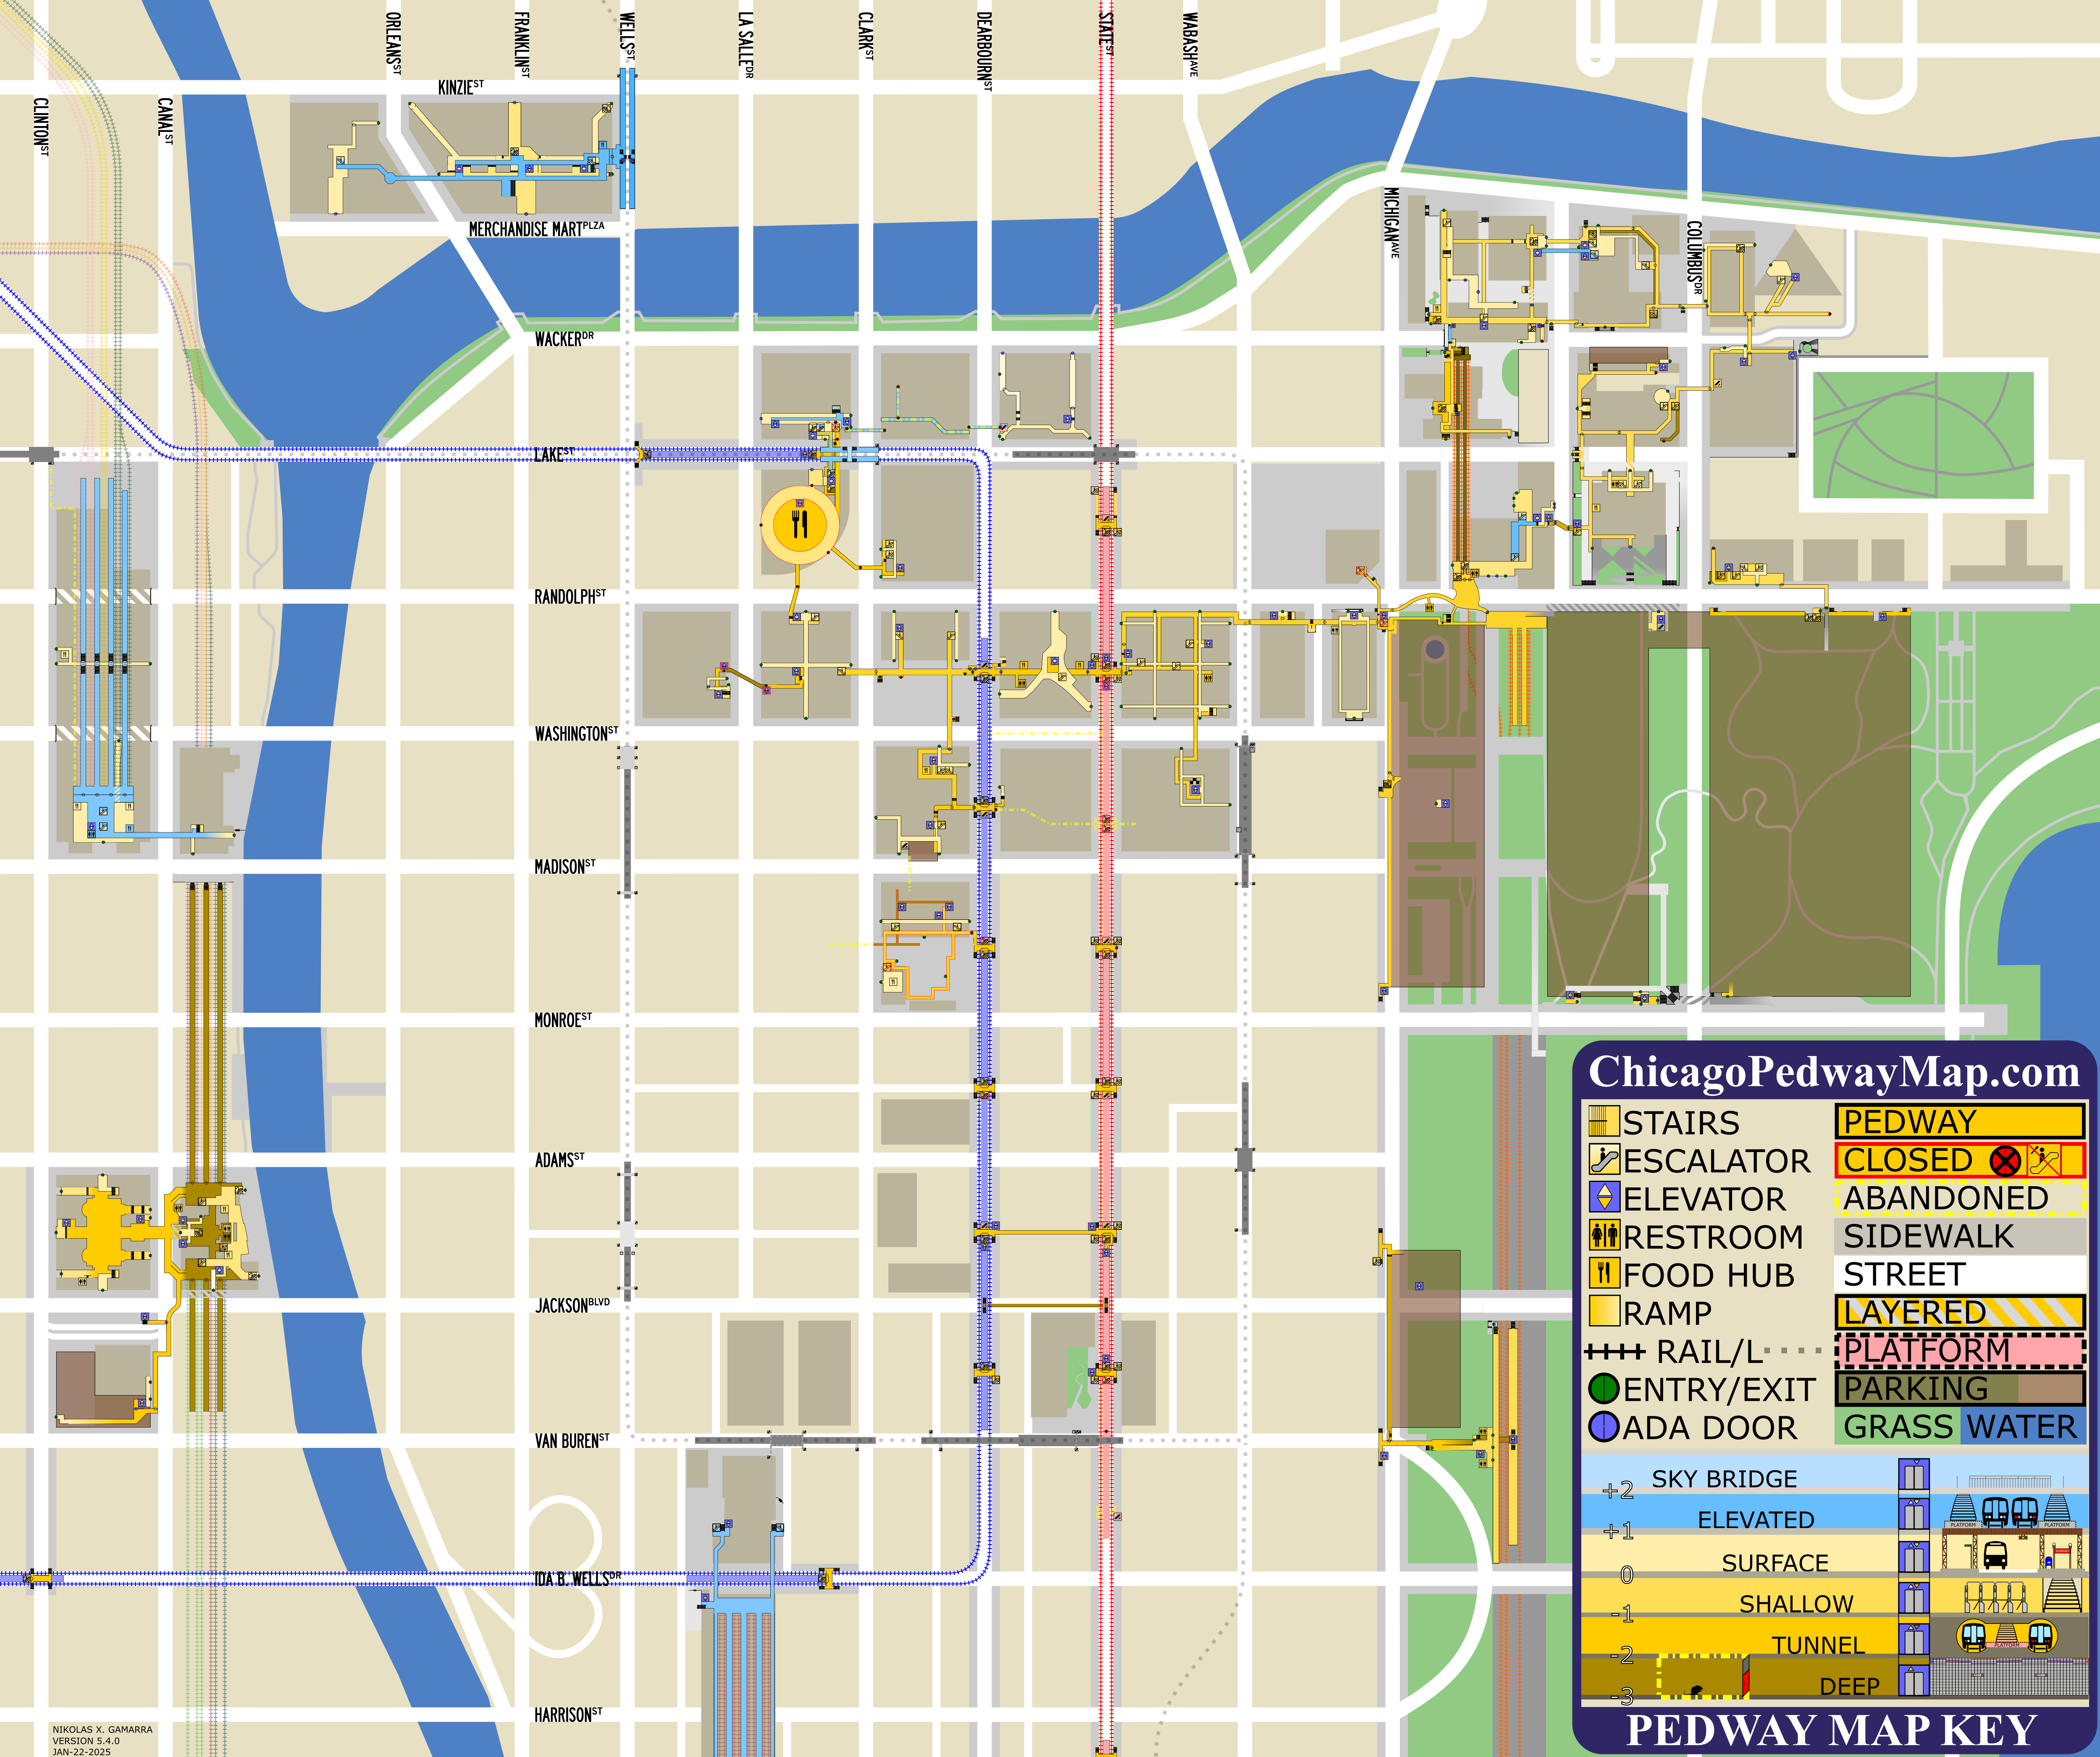 ORLEANS ST
FRANKLIN ST
WELLS ST
LA SALLE DR
CLARK ST
DEARBOURN ST
STATE ST
WABASH AVE
CLINTON ST
CANAL ST
KINZIE ST
MERCHANDISE MART PLZA
MICHIGAN AVE
COLUMBUS DR
WACKER DR
LAKE ST
RANDOLPH ST
WASHINGTON ST
MADISON ST
MONROE ST
ADAMS ST
JACKSON BLVD
VAN BUREN ST
IDA B. WELLS DR
HARRISON ST
NIKOLAS X. GAMARRA
VERSION 5.4.0
JAN-22-2025
ChicagoPedwayMap.com
STAIRS
ESCALATOR
ELEVATOR
RESTROOM
FOOD HUB
RAMP
RAIL/L
ENTRY/EXIT
ADA DOOR
PEDWAY
CLOSED
ABANDONED
SIDEWALK
STREET
LAYERED
PLATFORM
PARKING
GRASS WATER
SKY BRIDGE
+2
ELEVATED
PLATFORM PLATFORM
+1
SURFACE
0
SHALLOW
-1
TUNNEL
PLATFORM
-2
DEEP
-3
PEDWAY MAP KEY